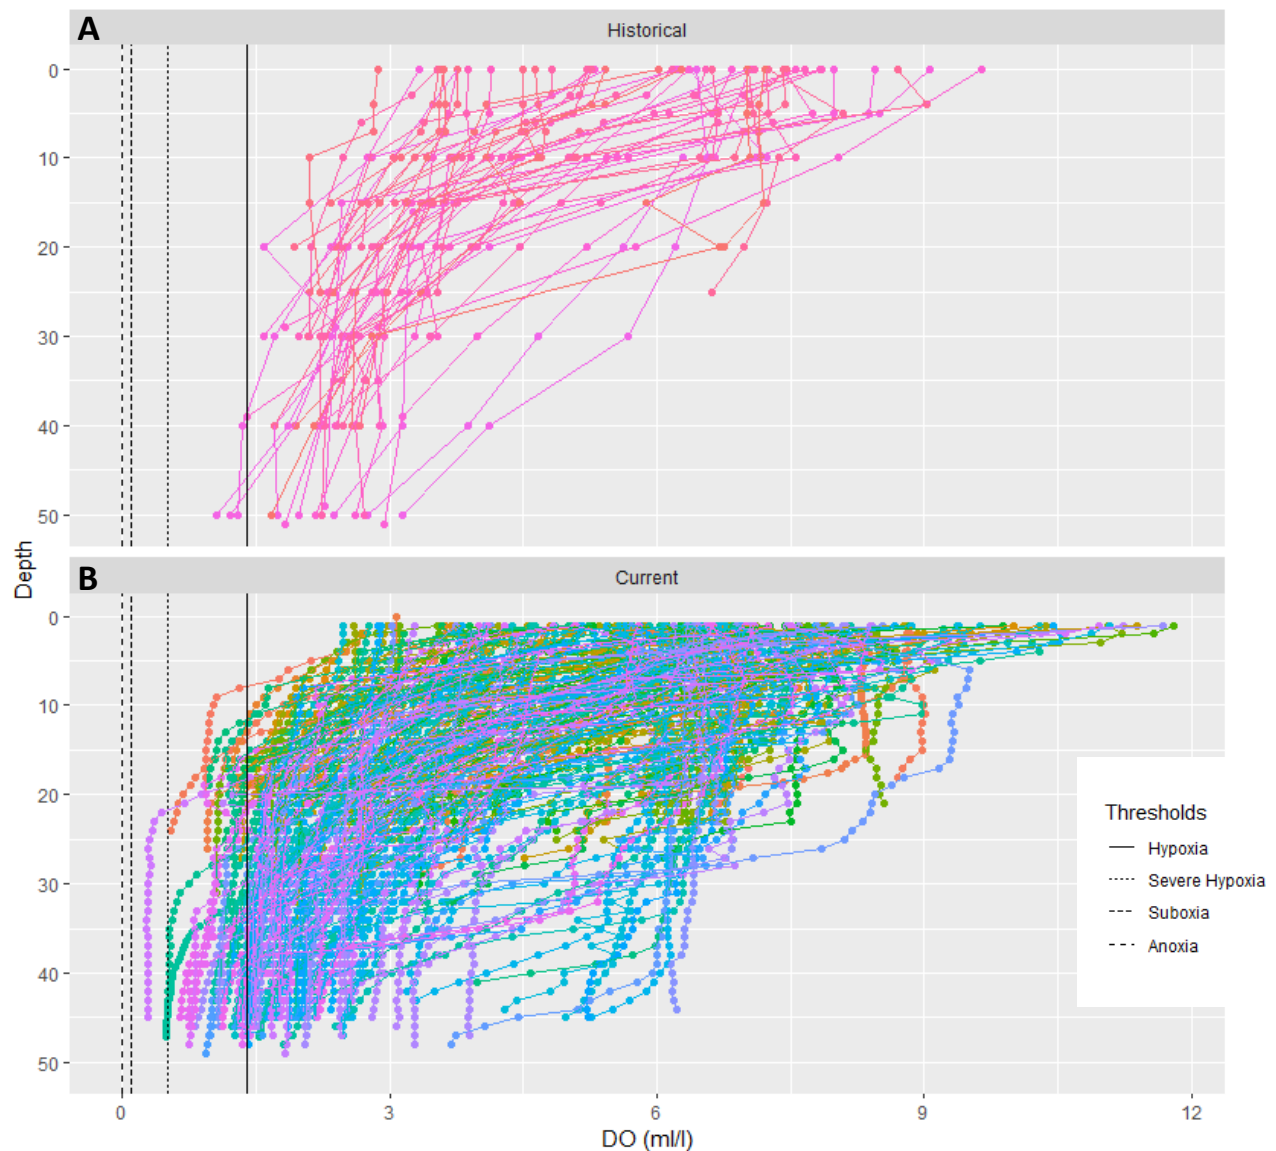 A
Historical
0
10
20
30
40
50
Depth
B
Current
0
10
20
30
40
50
Thresholds
Hypoxia
Severe Hypoxia
Suboxia
Anoxia
0 3 6 9 12
DO (ml/l)